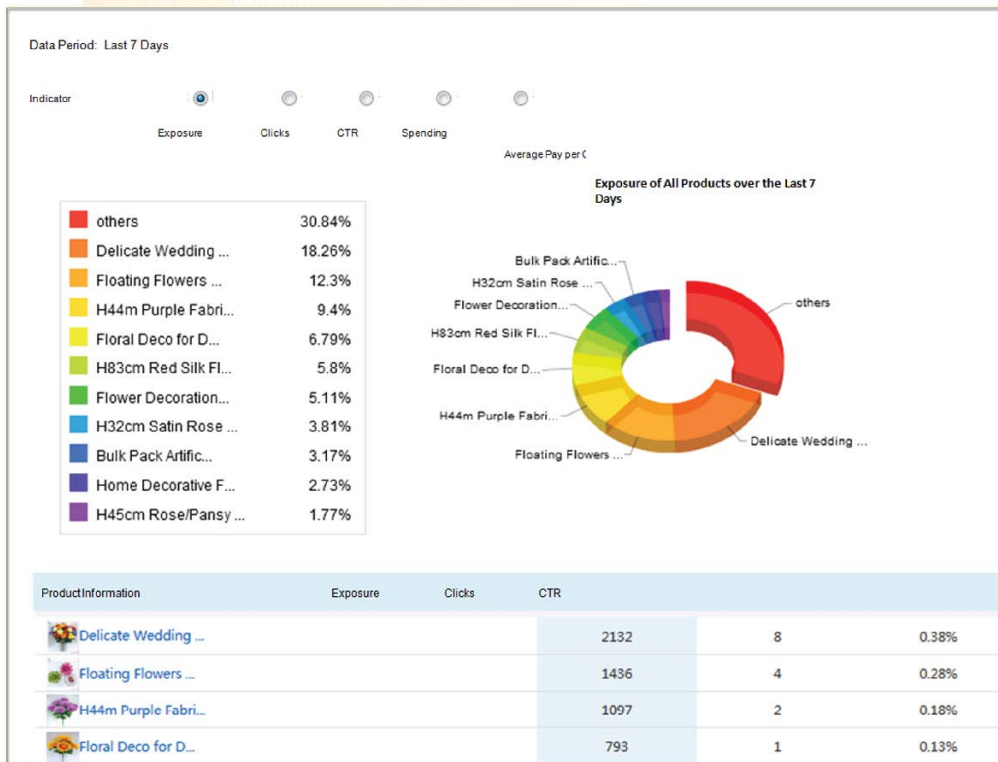 Data Period: Last 7 Days
Indicator
Exposure Clicks CTR Spending
Average Pay per C
Exposure of All Products over the Last 7
Days
others 30.84%
Delicate Wedding ... 18.26%
Floating Flowers ... 12.3%
H44m Purple Fabri... 9.4%
Floral Deco for D... 6.79%
H83cm Red Silk Fl... 5.8%
Flower Decoration... 5.11%
H32cm Satin Rose ... 3.81%
Bulk Pack Artific... 3.17%
Home Decorative F... 2.73%
H45cm Rose/Pansy ... 1.77%
Bulk Pack Artific...
H32cm Satin Rose ...
Flower Decoration...
H83cm Red Silk Fl...
Floral Deco for D...
H44m Purple Fabri...
Floating Flowers ...
others
Delicate Wedding ...
Product Information Exposure Clicks CTR
Delicate Wedding ... 2132 8 0.38%
Floating Flowers ... 1436 4 0.28%
H44m Purple Fabri... 1097 2 0.18%
Floral Deco for D... 793 1 0.13%